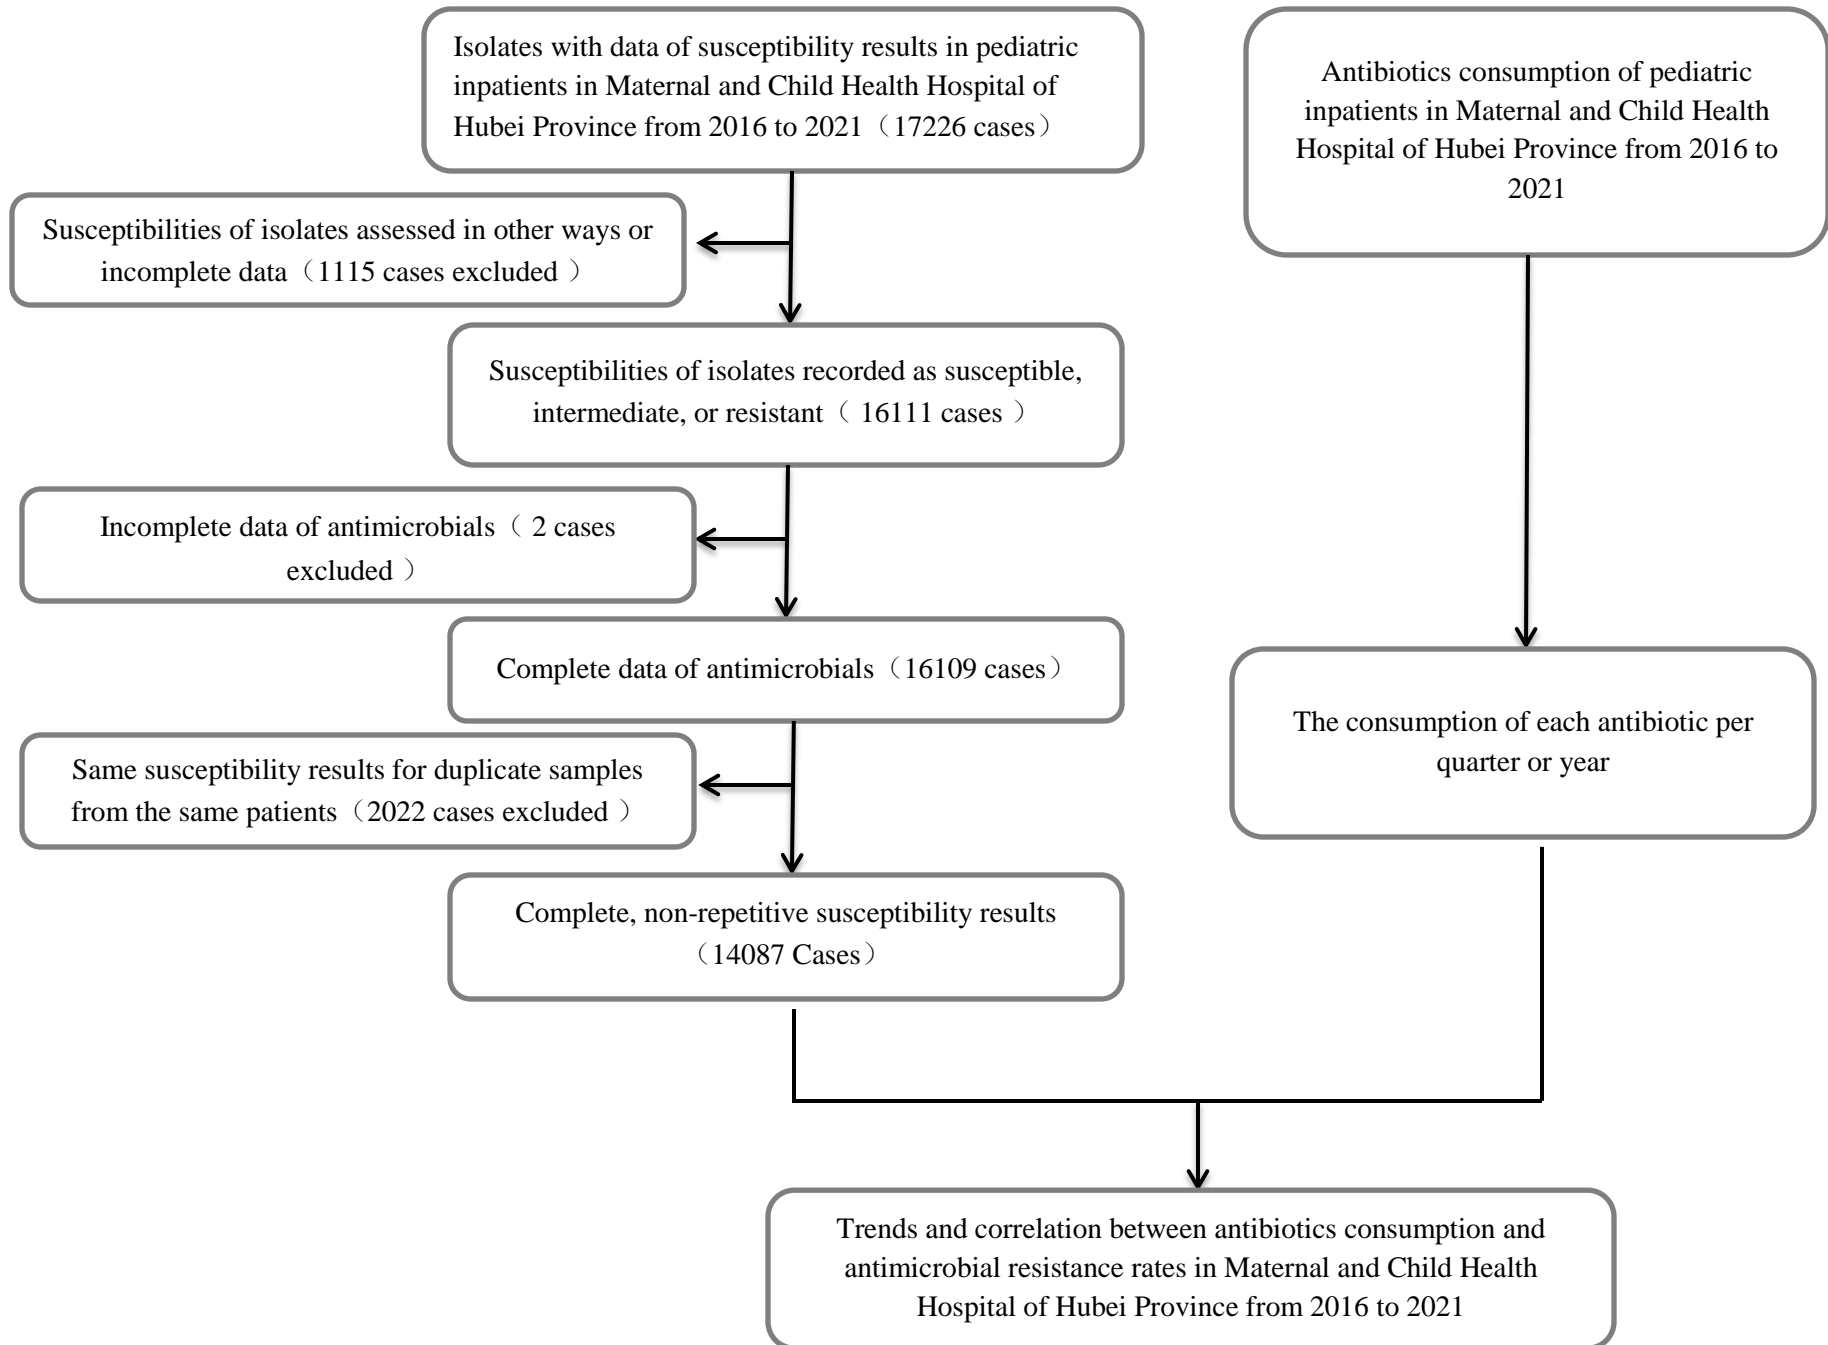 Isolates with data of susceptibility results in pediatric
inpatients in Maternal and Child Health Hospital of
Hubei Province from 2016 to 2021（17226 cases）
Antibiotics consumption of pediatric
inpatients in Maternal and Child Health
Hospital of Hubei Province from 2016 to
2021
Susceptibilities of isolates assessed in other ways or
incomplete data（1115 cases excluded ）
Susceptibilities of isolates recorded as susceptible,
intermediate, or resistant（ 16111 cases ）
Incomplete data of antimicrobials（ 2 cases
excluded ）
Complete data of antimicrobials（16109 cases）
The consumption of each antibiotic per
quarter or year
Same susceptibility results for duplicate samples
from the same patients（2022 cases excluded ）
Complete, non-repetitive susceptibility results
（14087 Cases）
Trends and correlation between antibiotics consumption and
antimicrobial resistance rates in Maternal and Child Health
Hospital of Hubei Province from 2016 to 2021